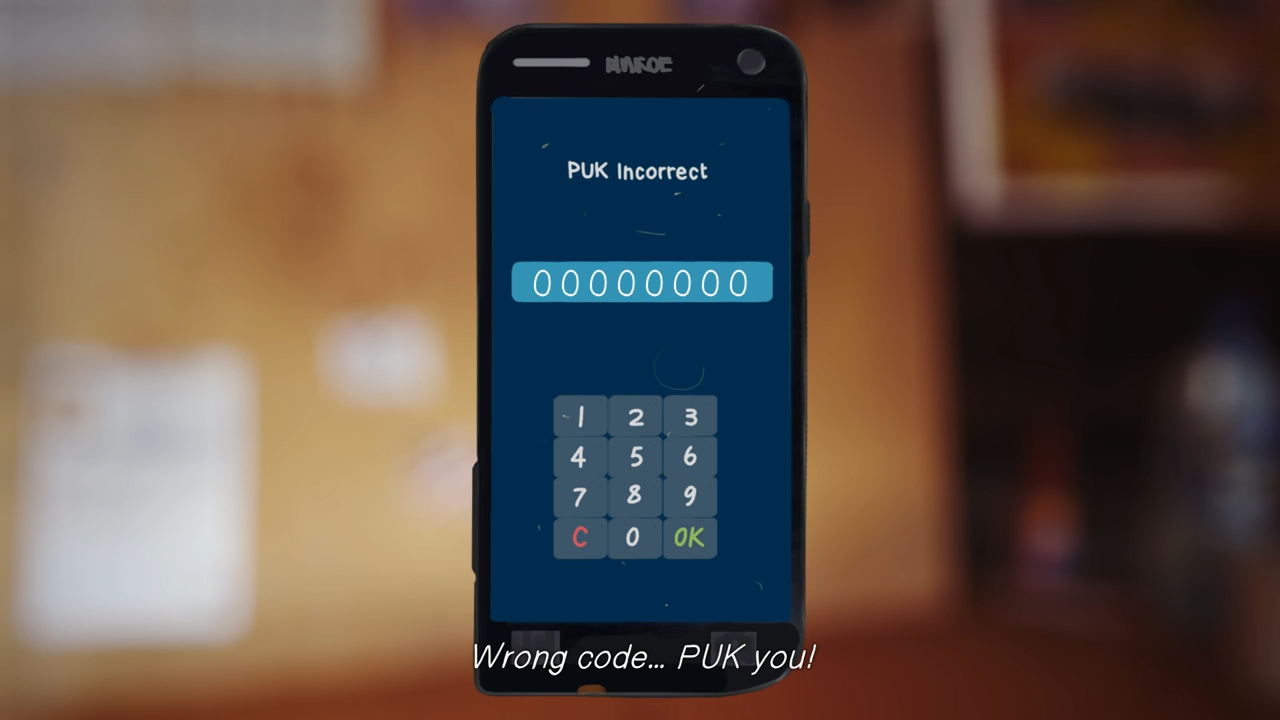 PUK Incorrect
00000000
1 2 3
4 5 6
7 8 9
C 0 OK
Wrong code... PUK you!